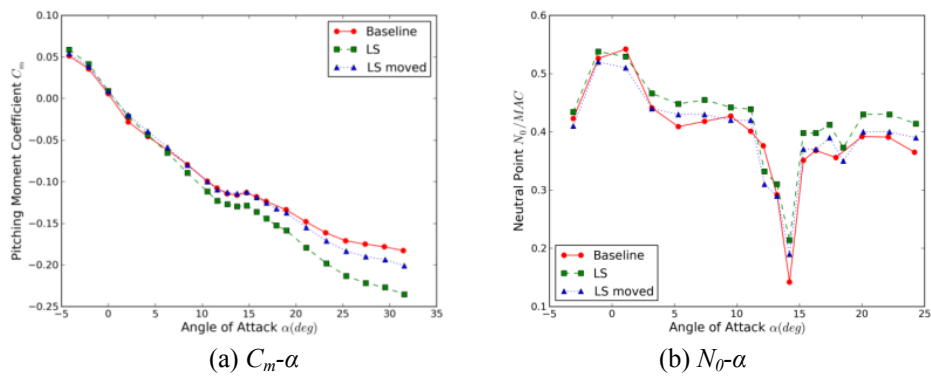 0.10
0.05
0.00
-0.05
-0.10
-0.15
-0.20
-0.25
Pitching Moment Coefficient C_m
Baseline
LS
LS moved
-5 0 5 10 15 20 25 30 35
Angle of Attack α(deg)
(a) C_m-α
0.6
0.5
0.4
0.3
0.2
0.1
Neutral Point N_0/MAC
Baseline
LS
LS moved
-5 0 5 10 15 20 25
Angle of Attack α(deg)
(b) N_0-α